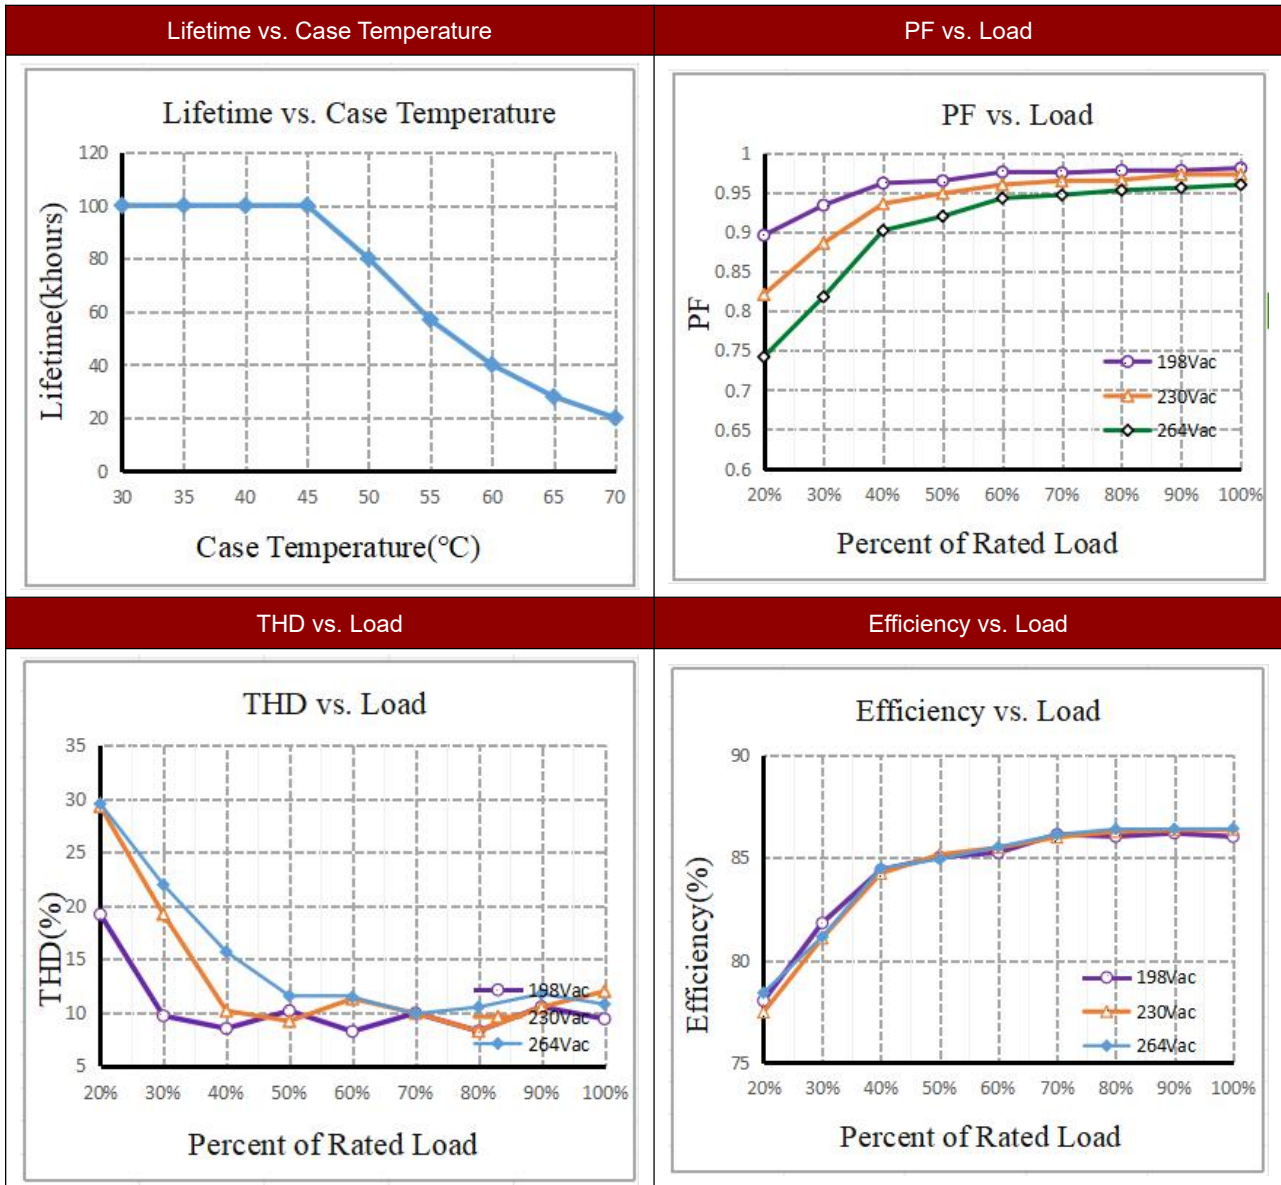 Lifetime vs. Case Temperature
PF vs. Load
Lifetime vs. Case Temperature
120
100
80
60
40
20
0
Lifetime(khours)
30 35 40 45 50 55 60 65 70
Case Temperature(℃)
PF vs. Load
1
0.95
0.9
0.85
0.8
0.75
0.7
0.65
0.6
PF
198Vac
230Vac
264Vac
20% 30% 40% 50% 60% 70% 80% 90% 100%
Percent of Rated Load
THD vs. Load
Efficiency vs. Load
THD vs. Load
35
30
25
20
15
10
5
THD(%)
198Vac
230Vac
264Vac
20% 30% 40% 50% 60% 70% 80% 90% 100%
Percent of Rated Load
Efficiency vs. Load
90
85
80
75
Efficiency(%)
198Vac
230Vac
264Vac
20% 30% 40% 50% 60% 70% 80% 90% 100%
Percent of Rated Load